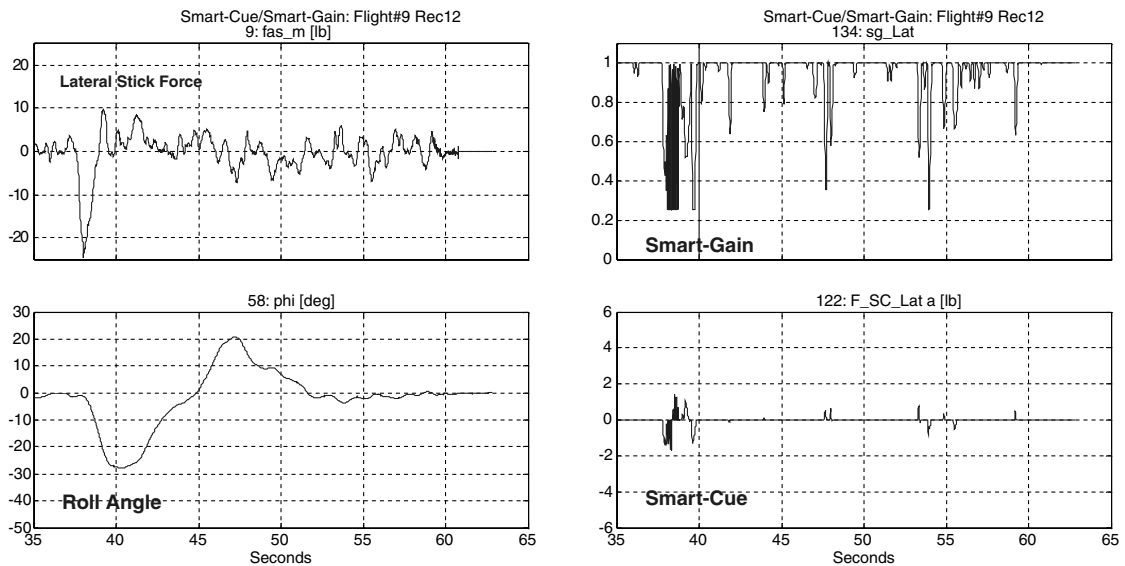 Smart-Cue/Smart-Gain: Flight#9 Rec12
9: fas_m [lb]
20
10
0
-10
-20
Lateral Stick Force
58: phi [deg]
30
20
10
0
-10
-20
-30
-40
-50
Roll Angle
35 40 45 50 55 60 65
Seconds
Smart-Cue/Smart-Gain: Flight#9 Rec12
134: sg_Lat
1
0.8
0.6
0.4
0.2
0
Smart-Gain
122: F_SC_Lat a [lb]
6
4
2
0
-2
-4
-6
Smart-Cue
35 40 45 50 55 60 65
Seconds